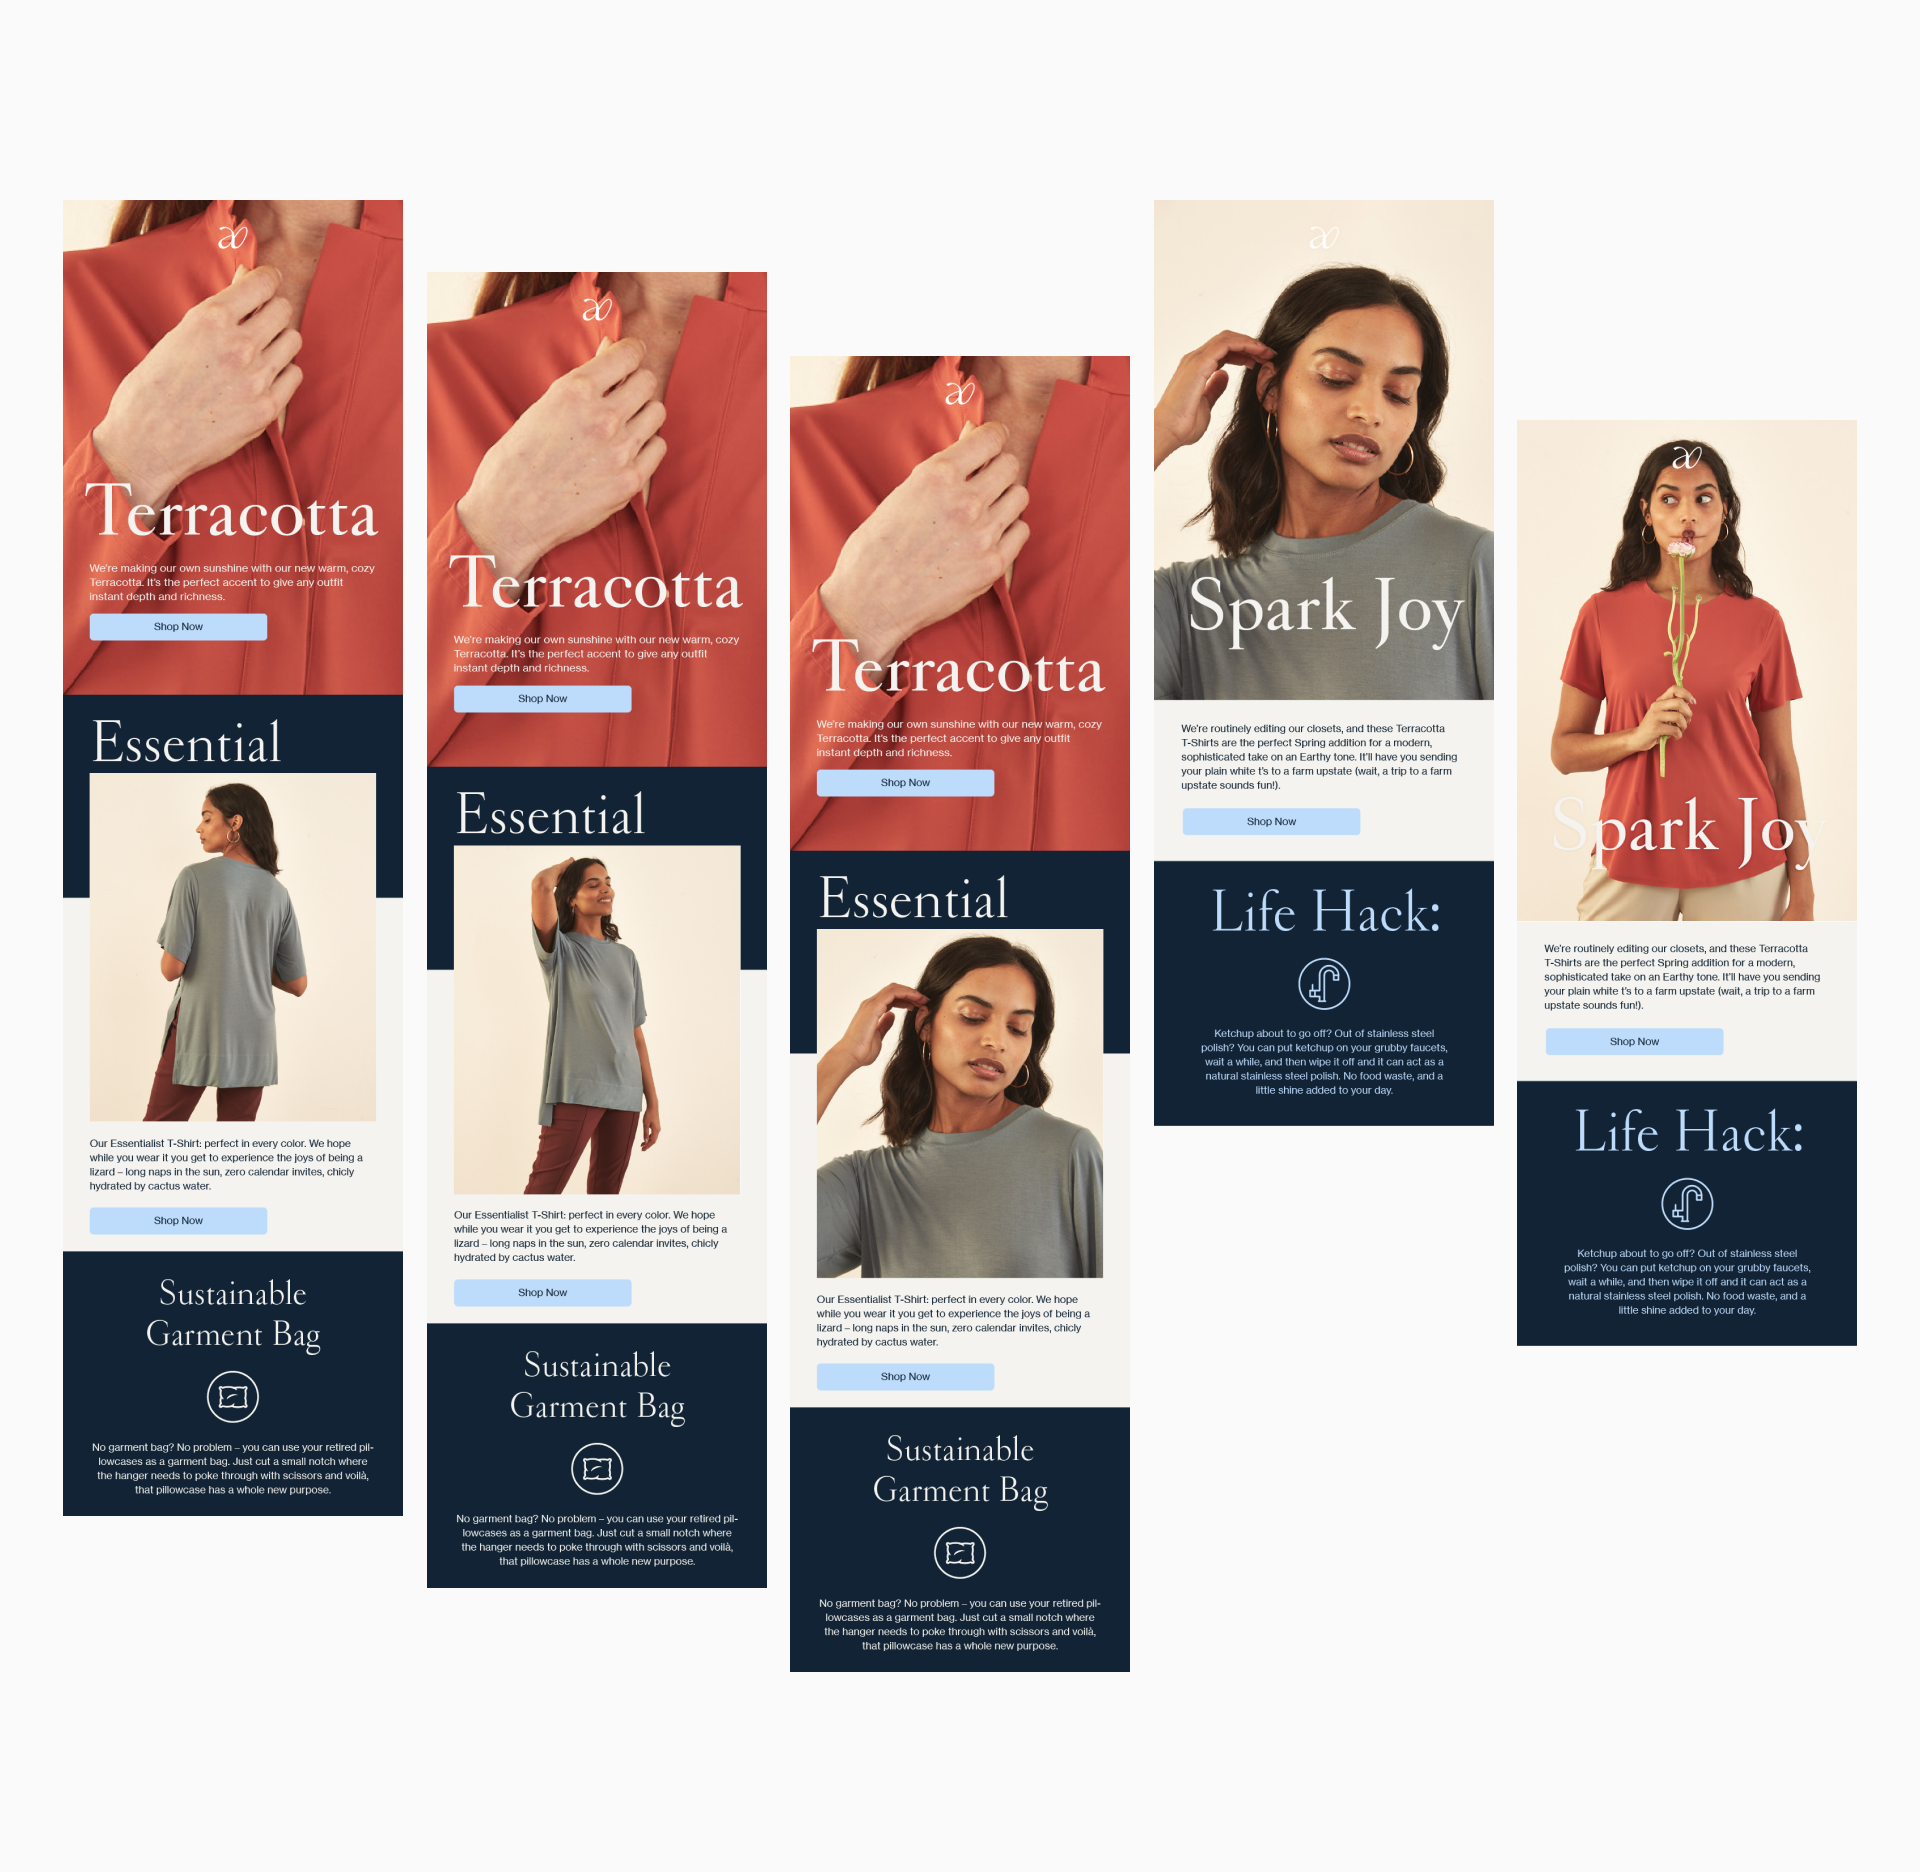 æ
Terracotta
We're making our own sunshine with our new warm, cozy
Terracotta. It's the perfect accent to give any outfit
instant depth and richness.
Shop Now
Essential
Our Essentialist T-Shirt: perfect in every color. We hope
while you wear it you get to experience the joys of being a
lizard – long naps in the sun, zero calendar invites, chicly
hydrated by cactus water.
Shop Now
Sustainable
Garment Bag
No garment bag? No problem – you can use your retired pil-
lowcases as a garment bag. Just cut a small notch where
the hanger needs to poke through with scissors and voilà,
that pillowcase has a whole new purpose.
æ
Terracotta
We're making our own sunshine with our new warm, cozy
Terracotta. It's the perfect accent to give any outfit
instant depth and richness.
Shop Now
Essential
Our Essentialist T-Shirt: perfect in every color. We hope
while you wear it you get to experience the joys of being a
lizard – long naps in the sun, zero calendar invites, chicly
hydrated by cactus water.
Shop Now
Sustainable
Garment Bag
No garment bag? No problem – you can use your retired pil-
lowcases as a garment bag. Just cut a small notch where
the hanger needs to poke through with scissors and voilà,
that pillowcase has a whole new purpose.
æ
Terracotta
We're making our own sunshine with our new warm, cozy
Terracotta. It's the perfect accent to give any outfit
instant depth and richness.
Shop Now
Essential
Our Essentialist T-Shirt: perfect in every color. We hope
while you wear it you get to experience the joys of being a
lizard – long naps in the sun, zero calendar invites, chicly
hydrated by cactus water.
Shop Now
Sustainable
Garment Bag
No garment bag? No problem – you can use your retired pil-
lowcases as a garment bag. Just cut a small notch where
the hanger needs to poke through with scissors and voilà,
that pillowcase has a whole new purpose.
æ
Spark Joy
We're routinely editing our closets, and these Terracotta
T-Shirts are the perfect Spring addition for a modern,
sophisticated take on an Earthy tone. It'll have you sending
your plain white t's to a farm upstate (wait, a trip to a farm
upstate sounds fun!).
Shop Now
Life Hack:
Ketchup about to go off? Out of stainless steel
polish? You can put ketchup on your grubby faucets,
wait a while, and then wipe it off and it can act as a
natural stainless steel polish. No food waste, and a
little shine added to your day.
æ
Spark Joy
We're routinely editing our closets, and these Terracotta
T-Shirts are the perfect Spring addition for a modern,
sophisticated take on an Earthy tone. It'll have you sending
your plain white t's to a farm upstate (wait, a trip to a farm
upstate sounds fun!).
Shop Now
Life Hack:
Ketchup about to go off? Out of stainless steel
polish? You can put ketchup on your grubby faucets,
wait a while, and then wipe it off and it can act as a
natural stainless steel polish. No food waste, and a
little shine added to your day.